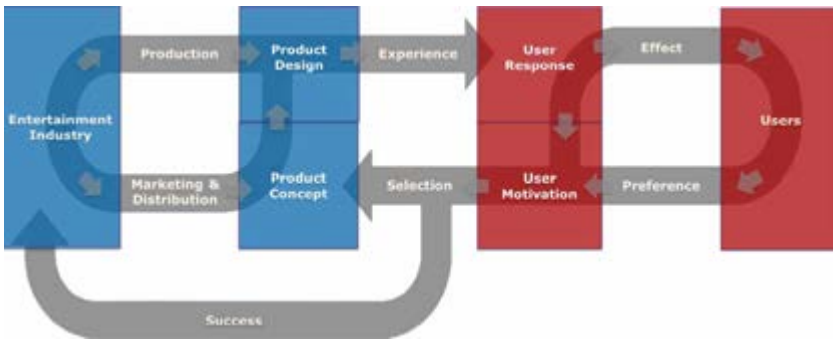 Production
Product
Design
Experience
User
Response
Effect
Entertainment
Industry
Users
Marketing &
Distribution
Product
Concept
Selection
User
Motivation
Preference
Success